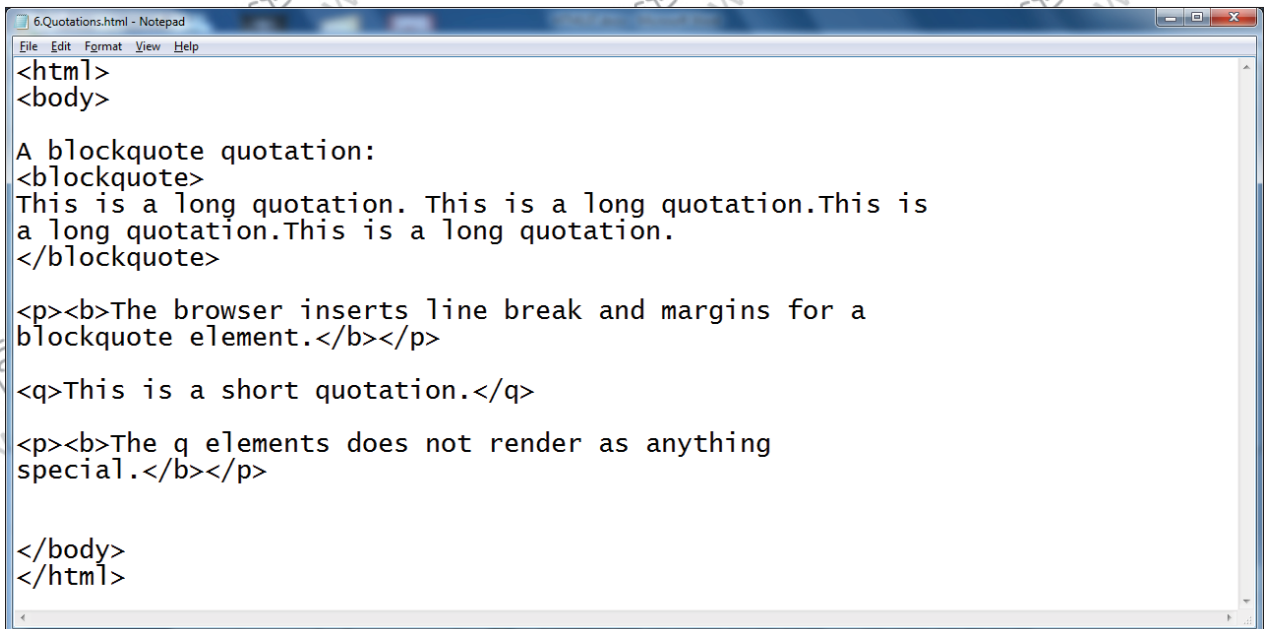 6.Quotations.html - Notepad
File Edit Format View Help
<html>
<body>
A blockquote quotation:
<blockquote>
This is a long quotation. This is a long quotation.This is
a long quotation.This is a long quotation.
</blockquote>
<p><b>The browser inserts line break and margins for a
blockquote element.</b></p>
<q>This is a short quotation.</q>
<p><b>The q elements does not render as anything
special.</b></p>
</body>
</html>